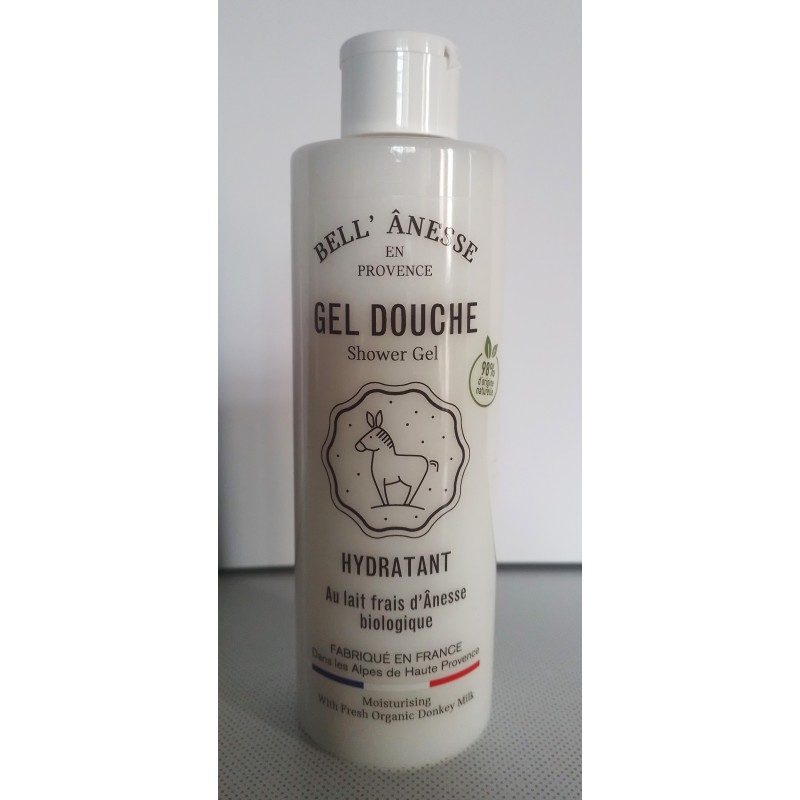 BELL' ÂNESSE
EN
PROVENCE
GEL DOUCHE
Shower Gel
98%
d'origine
naturelle
HYDRATANT
Au lait frais d'Ânesse
biologique
FABRIQUÉ EN FRANCE
Dans les Alpes de Haute Provence
Moisturising
With Fresh Organic Donkey Milk